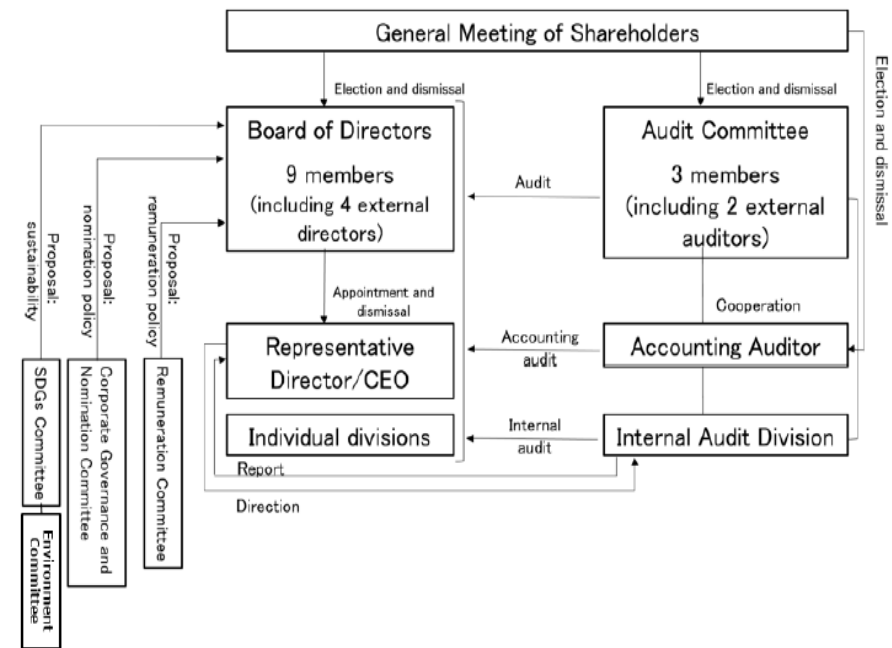 General Meeting of Shareholders
Election and dismissal
Election and dismissal
Election and dismissal
Board of Directors
9 members
(including 4 external
directors)
Audit
Audit Committee
3 members
(including 2 external
auditors)
Proposal:
sustainability
Proposal:
nomination policy
Proposal:
remuneration policy
Appointment and
dismissal
Cooperation
Representative
Director/CEO
Accounting
audit
Accounting Auditor
Individual divisions
Internal
audit
Internal Audit Division
Report
Direction
SDGs Committee
Corporate Governance and
Nomination Committee
Remuneration Committee
Environment
Committee